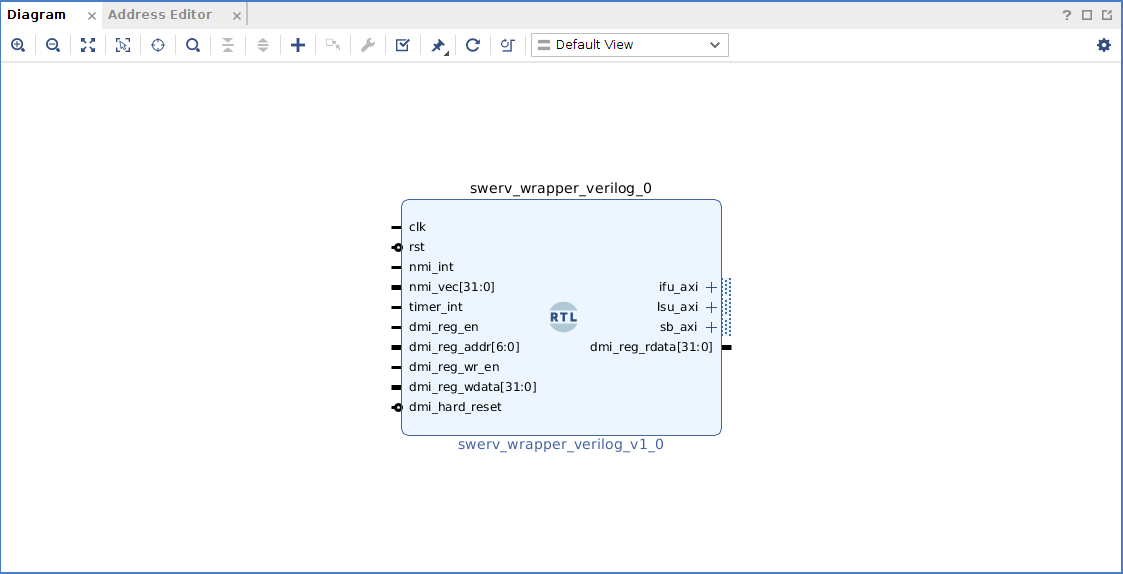 Diagram × Address Editor × ?
Default View
swerv_wrapper_verilog_0
clk
rst
nmi_int
nmi_vec[31:0] ifu_axi
timer_int RTL lsu_axi
dmi_reg_en sb_axi
dmi_reg_addr[6:0] dmi_reg_rdata[31:0]
dmi_reg_wr_en
dmi_reg_wdata[31:0]
dmi_hard_reset
swerv_wrapper_verilog_v1_0